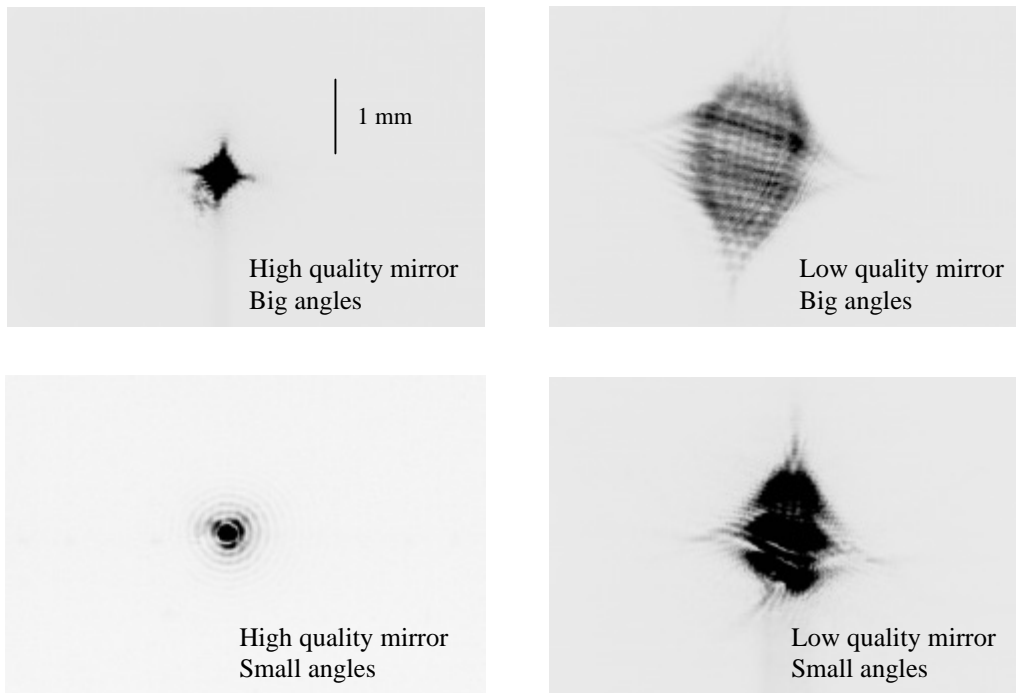 1 mm
High quality mirror
Big angles
Low quality mirror
Big angles
High quality mirror
Small angles
Low quality mirror
Small angles